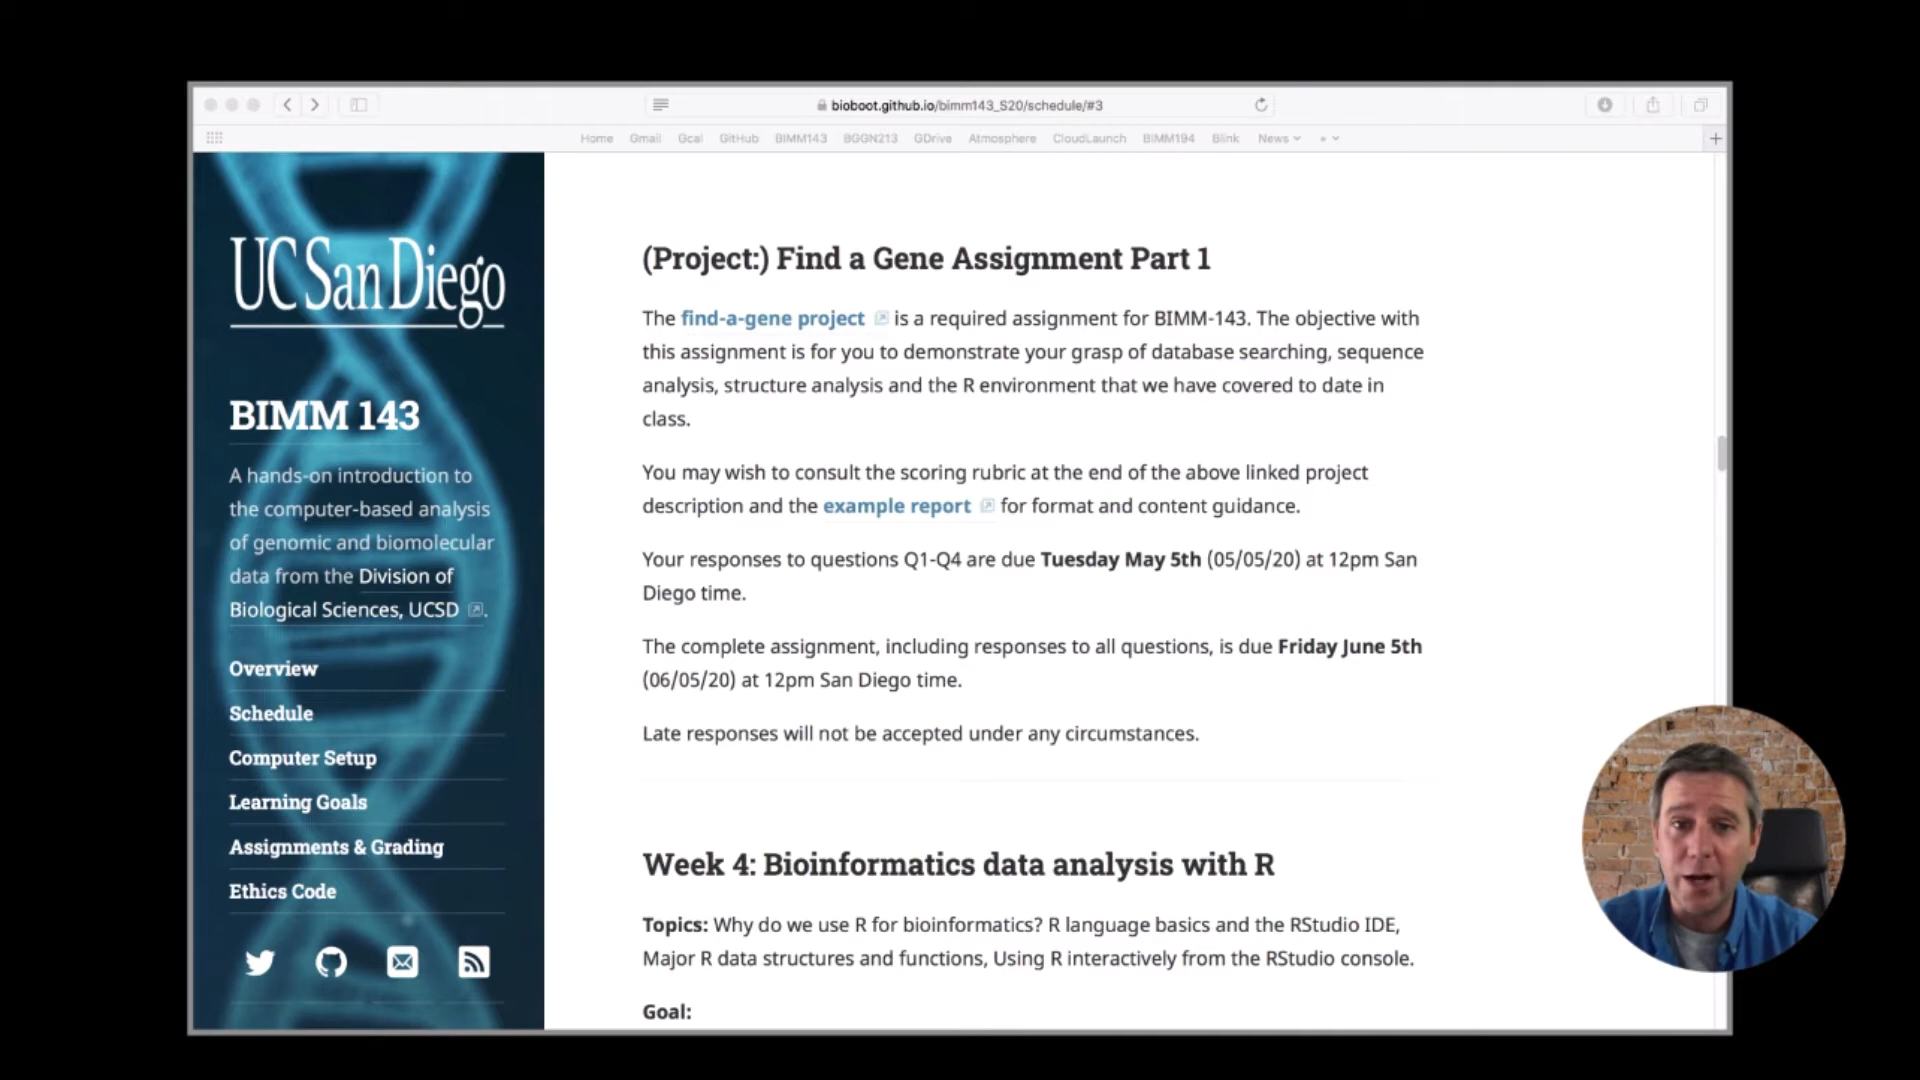 bioboot.github.io/bimm143_S20/schedule/#3
Home Gmail Gcal GitHub BIMM143 BGGN213 GDrive Atmosphere CloudLaunch BIMM194 Blink News
UC San Diego
BIMM 143
A hands-on introduction to
the computer-based analysis
of genomic and biomolecular
data from the Division of
Biological Sciences, UCSD .
Overview
Schedule
Computer Setup
Learning Goals
Assignments & Grading
Ethics Code
(Project:) Find a Gene Assignment Part 1
The find-a-gene project is a required assignment for BIMM-143. The objective with
this assignment is for you to demonstrate your grasp of database searching, sequence
analysis, structure analysis and the R environment that we have covered to date in
class.
You may wish to consult the scoring rubric at the end of the above linked project
description and the example report for format and content guidance.
Your responses to questions Q1-Q4 are due Tuesday May 5th (05/05/20) at 12pm San
Diego time.
The complete assignment, including responses to all questions, is due Friday June 5th
(06/05/20) at 12pm San Diego time.
Late responses will not be accepted under any circumstances.
Week 4: Bioinformatics data analysis with R
Topics: Why do we use R for bioinformatics? R language basics and the RStudio IDE,
Major R data structures and functions, Using R interactively from the RStudio console.
Goal: